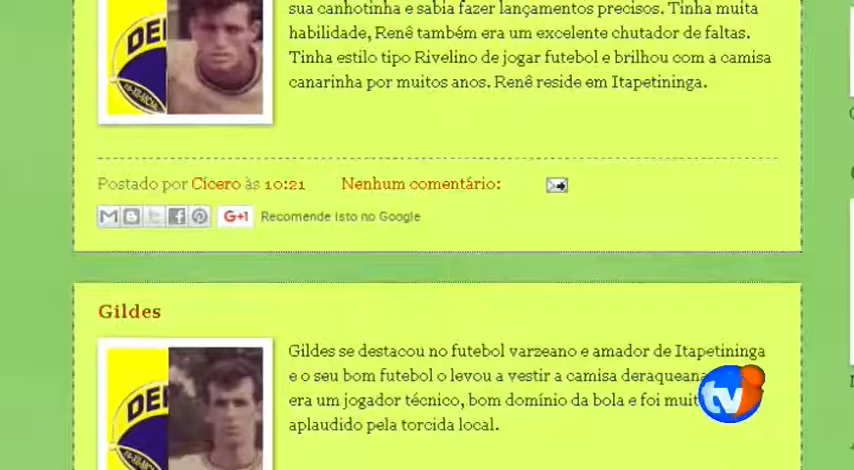 sua canhotinha e sabia fazer lançamentos precisos. Tinha muita
habilidade, Renê também era um excelente chutador de faltas.
Tinha estilo tipo Rivelino de jogar futebol e brilhou com a camisa
canarinha por muitos anos. Renê reside em Itapetininga.
Postado por Cícero às 10:21 Nenhum comentário:
G+1 Recomende isto no Google
Gildes
Gildes se destacou no futebol varzeano e amador de Itapetininga
e o seu bom futebol o levou a vestir a camisa
era um jogador técnico, bom domínio da bola e foi
aplaudido pela torcida local.
tv